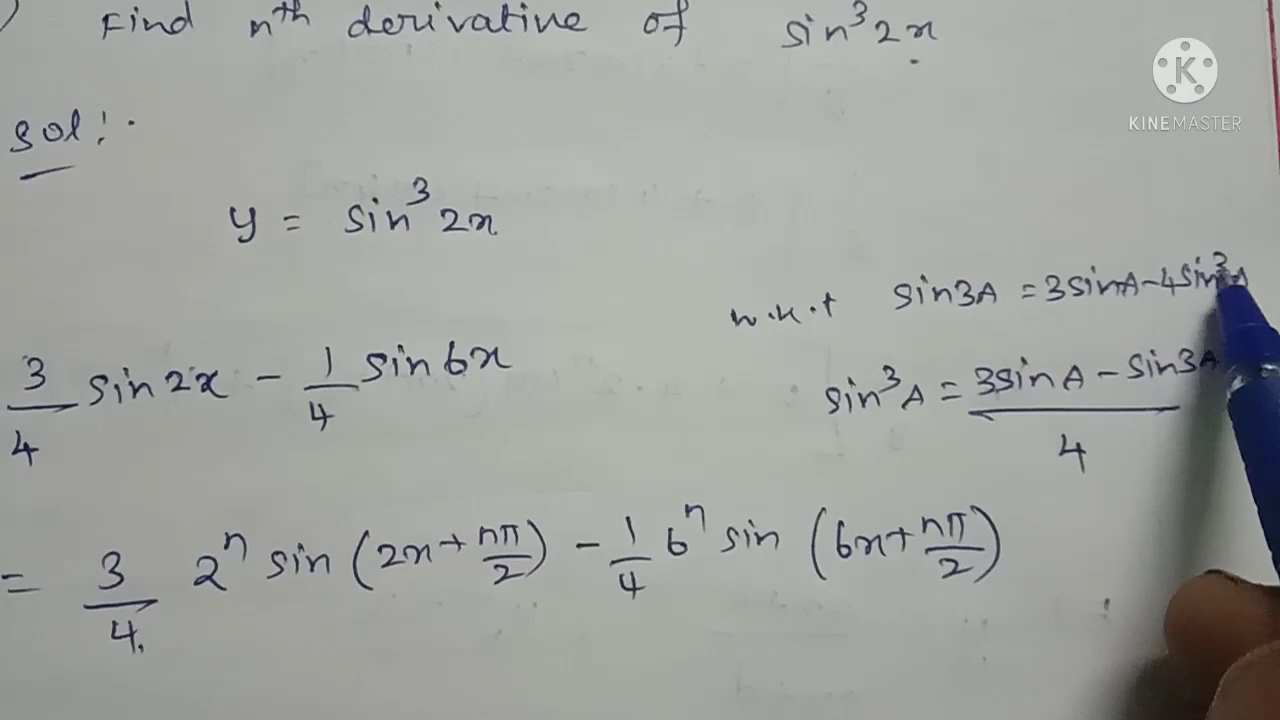 ) Find nth derivative of sin³2x
KINEMASTER
Sol:-
y = sin³2x
w.k.t sin3A = 3sinA-4sin³A
3/4 sin2x - 1/4 sin6x
sin³A = 3sinA - sin3A / 4
= 3/4. 2ⁿ sin(2x+nπ/2) - 1/4 6ⁿ sin(6x+nπ/2)